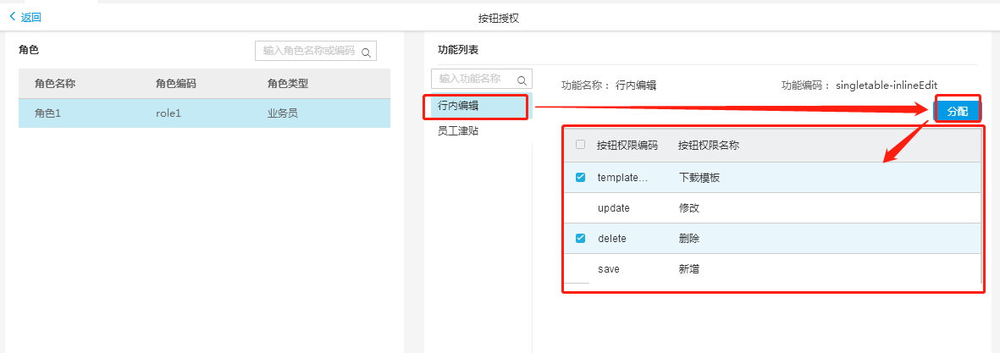 返回
按钮授权
角色
输入角色名称或编码
角色名称 角色编码 角色类型
角色1 role1 业务员
功能列表
输入功能名称
行内编辑
员工津贴
功能名称： 行内编辑 功能编码： singletable-inlineEdit
分配
按钮权限编码 按钮权限名称
template... 下载模板
update 修改
delete 删除
save 新增